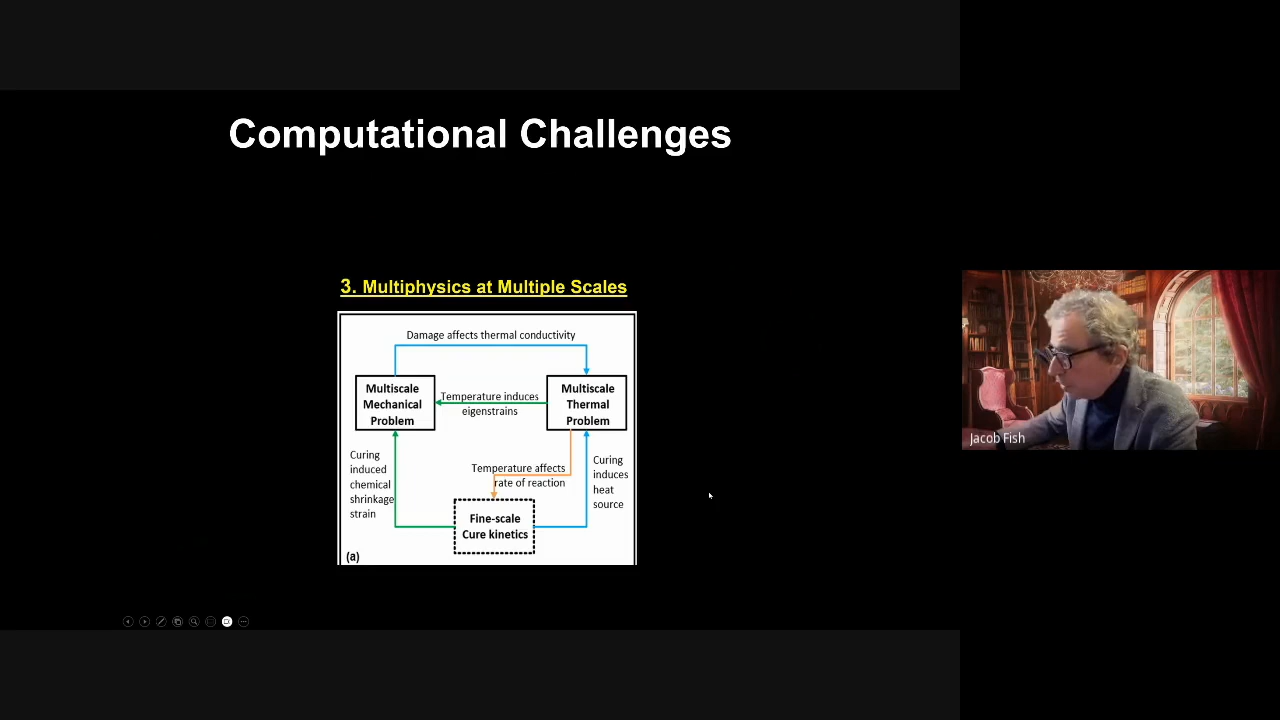 Computational Challenges
3. Multiphysics at Multiple Scales
Damage affects thermal conductivity
Multiscale
Mechanical
Problem
Temperature induces
eigenstrains
Multiscale
Thermal
Problem
Curing
induced
chemical
shrinkage
strain
Temperature affects
rate of reaction
Curing
induces
heat
source
Fine-scale
Cure kinetics
(a)
Jacob Fish